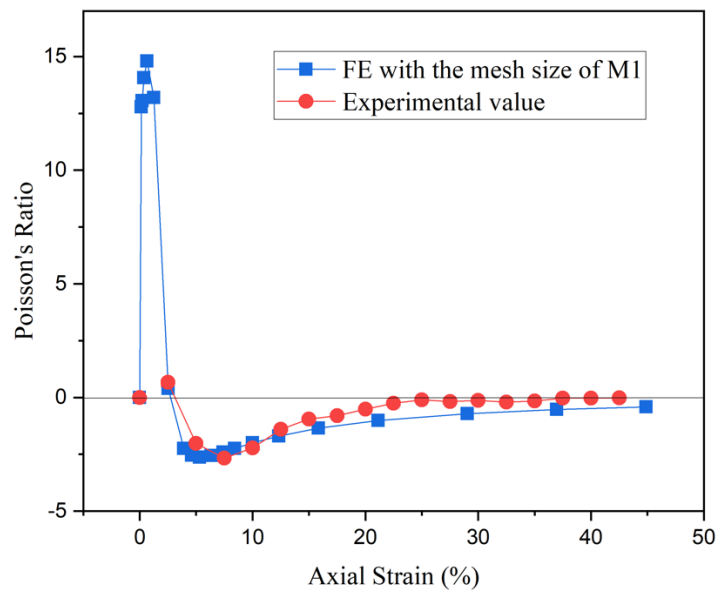 15
10
5
0
-5
Poisson's Ratio
FE with the mesh size of M1
Experimental value
0
10
20
30
40
50
Axial Strain (%)